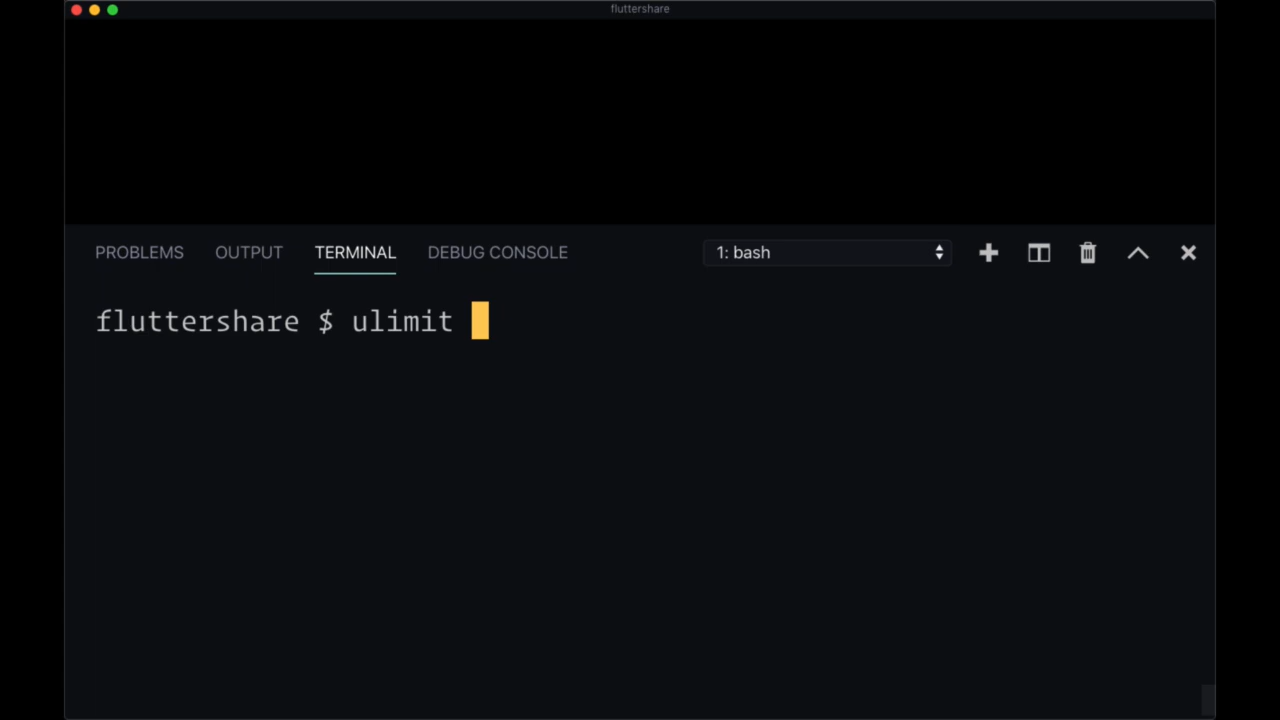 fluttershare
PROBLEMS OUTPUT TERMINAL DEBUG CONSOLE 1: bash
fluttershare $ ulimit